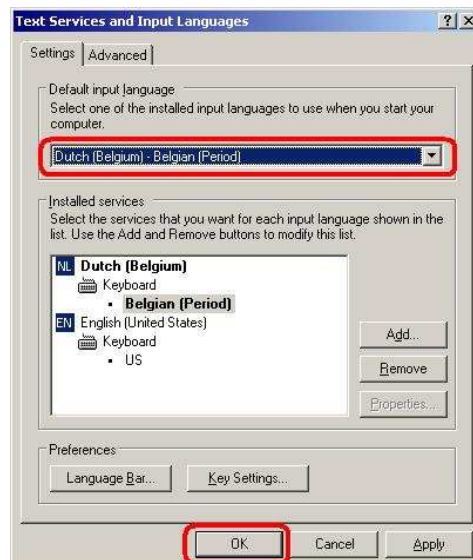 Text Services and Input Languages
? X
Settings Advanced
Default input language
Select one of the installed input languages to use when you start your
computer.
Dutch (Belgium) - Belgian (Period)
Installed services
Select the services that you want for each input language shown in the
list. Use the Add and Remove buttons to modify this list.
NL Dutch (Belgium)
Keyboard
• Belgian (Period)
EN English (United States)
Keyboard
• US
Add...
Remove
Properties...
Preferences
Language Bar... Key Settings...
OK Cancel Apply